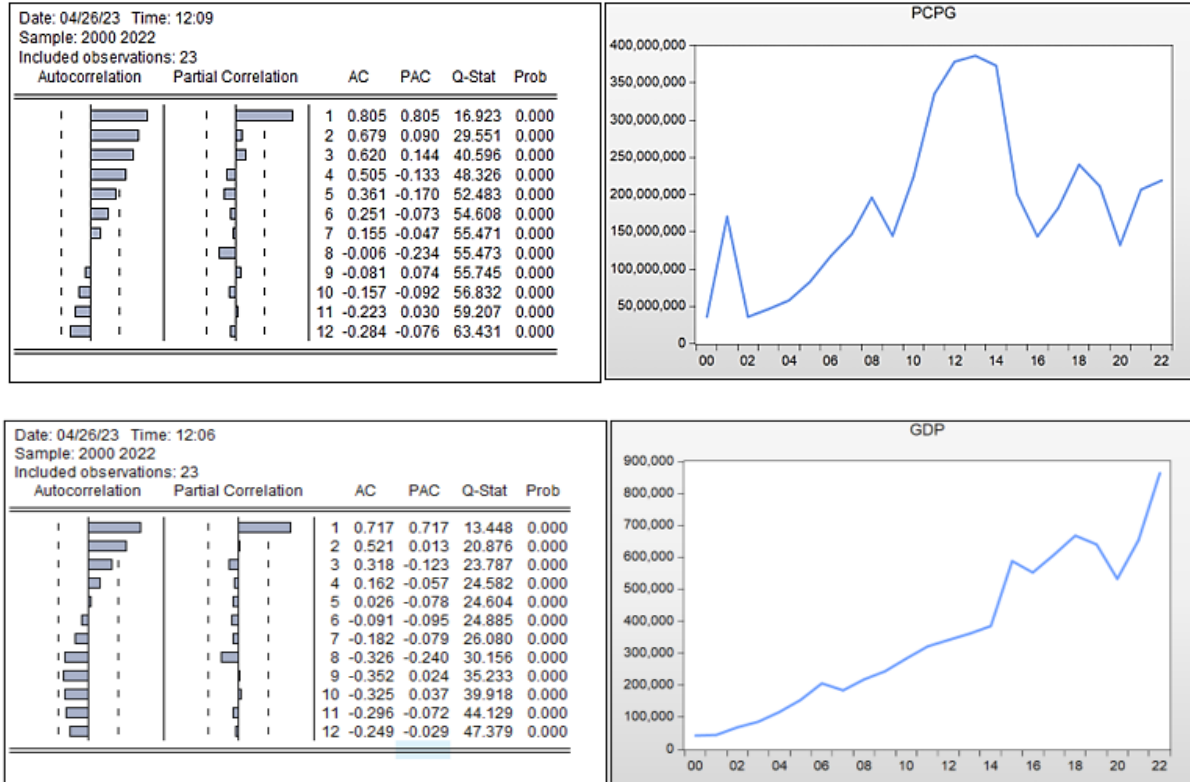 Date: 04/26/23 Time: 12:09
Sample: 2000 2022
Included observations: 23
Autocorrelation Partial Correlation AC PAC Q-Stat Prob
1 0.805 0.805 16.923 0.000
2 0.679 0.090 29.551 0.000
3 0.620 0.144 40.596 0.000
4 0.505 -0.133 48.326 0.000
5 0.361 -0.170 52.483 0.000
6 0.251 -0.073 54.608 0.000
7 0.155 -0.047 55.471 0.000
8 -0.006 -0.234 55.473 0.000
9 -0.081 0.074 55.745 0.000
10 -0.157 -0.092 56.832 0.000
11 -0.223 0.030 59.207 0.000
12 -0.284 -0.076 63.431 0.000
PCPG
400,000,000
350,000,000
300,000,000
250,000,000
200,000,000
150,000,000
100,000,000
50,000,000
0
00 02 04 06 08 10 12 14 16 18 20 22
Date: 04/26/23 Time: 12:06
Sample: 2000 2022
Included observations: 23
Autocorrelation Partial Correlation AC PAC Q-Stat Prob
1 0.717 0.717 13.448 0.000
2 0.521 0.013 20.876 0.000
3 0.318 -0.123 23.787 0.000
4 0.162 -0.057 24.582 0.000
5 0.026 -0.078 24.604 0.000
6 -0.091 -0.095 24.885 0.000
7 -0.182 -0.079 26.080 0.000
8 -0.326 -0.240 30.156 0.000
9 -0.352 0.024 35.233 0.000
10 -0.325 0.037 39.918 0.000
11 -0.296 -0.072 44.129 0.000
12 -0.249 -0.029 47.379 0.000
GDP
900,000
800,000
700,000
600,000
500,000
400,000
300,000
200,000
100,000
0
00 02 04 06 08 10 12 14 16 18 20 22